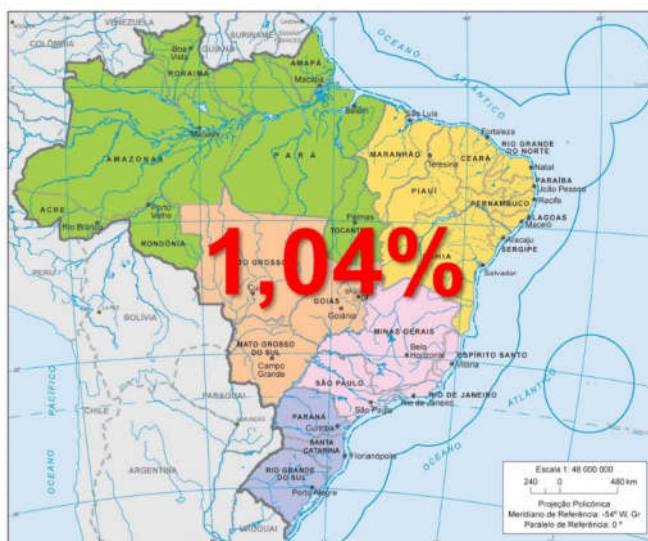 VENEZUELA
SURINAME
COLÔMBIA
GUIANA
Boa
Vista
RORAIMA
AMAPÁ
Macapá
OCEANO
ATLÂNTICO
Belém
São Luís
Manaus
Fortaleza
RIO GRANDE
DO NORTE
AMAZONAS
PARÁ
MARANHÃO
CEARÁ
Teresina
Natal
PARAÍBA
João Pessoa
PIAUÍ
PERNAMBUCO
Recife
ACRE
Porto
Velho
Rio Branco
Palmas
ALAGOAS
Maceió
RONDÔNIA
Aracaju
SERGIPE
1,04%
PERU
Salvador
GOIÁS
Goiânia
BOLÍVIA
MINAS GERAIS
Belo
Horizonte
ESPÍRITO SANTO
Vitória
MATO GROSSO
DO SUL
Campo
Grande
SÃO PAULO
RIO DE JANEIRO
Rio de Janeiro
São Paulo
PARAGUAI
PARANÁ
Curitiba
CHILE
SANTA
CATARINA
Florianópolis
OCEANO
ATLÂNTICO
OCEANO
PACÍFICO
ARGENTINA
RIO GRANDE
DO SUL
Porto Alegre
URUGUAI
Escala 1: 48 000 000
240 0 480 km
Projeção Policônica
Meridiano de Referência: -54º W, Gr
Paralelo de Referência: 0 º